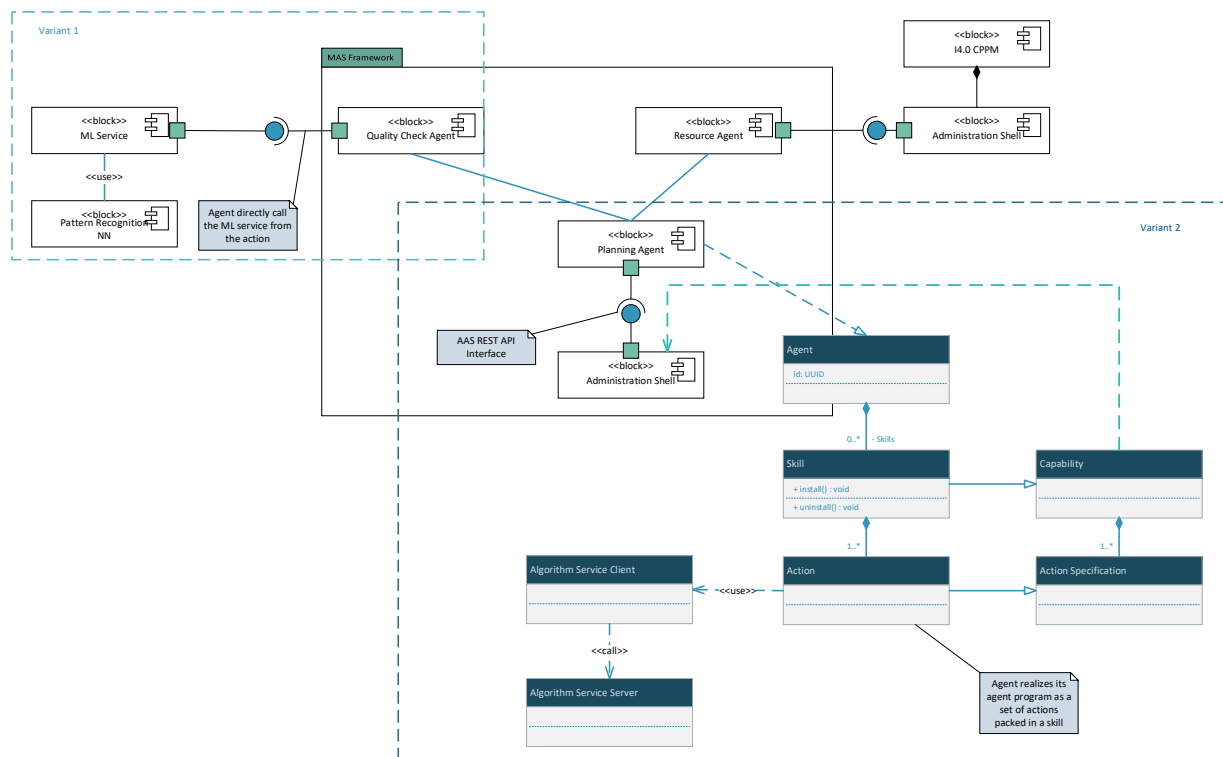 Variant 1
MAS Framework
<<block>>
I4.0 CPPM
<<block>>
ML Service
<<block>>
Quality Check Agent
<<block>>
Resource Agent
<<block>>
Administration Shell
<<use>>
<<block>>
Pattern Recognition
NN
Agent directly call
the ML service from
the action
Variant 2
<<block>>
Planning Agent
AAS REST API
Interface
<<block>>
Administration Shell
Agent
id: UUID
0..*
- Skills
Skill
+ install() : void
+ uninstall() : void
Capability
1..*
1..*
Algorithm Service Client
<<use>>
Action
Action Specification
<<call>>
Algorithm Service Server
Agent realizes its
agent program as a
set of actions
packed in a skill